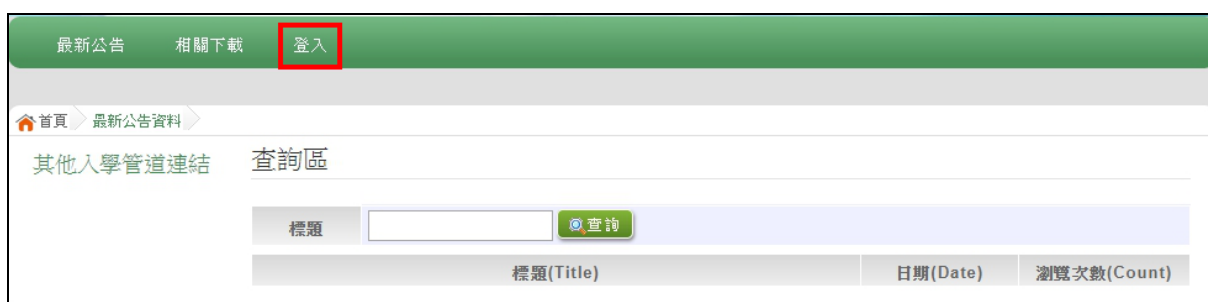 最新公告 相關下載 登入
首頁 最新公告資料
其他入學管道連結 查詢區
標題 查詢
標題(Title) 日期(Date) 瀏覽次數(Count)